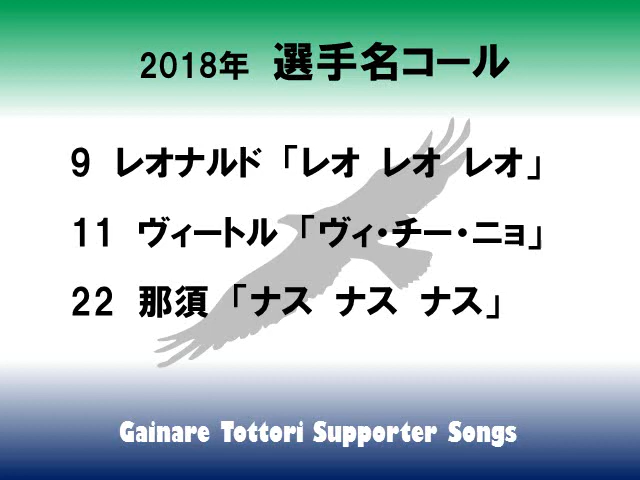 2018年 選手名コール
9 レオナルド 「レオ レオ レオ」
11 ヴィートル 「ヴィ・チー・ニョ」
22 那須 「ナス ナス ナス」
Gainare Tottori Supporter Songs